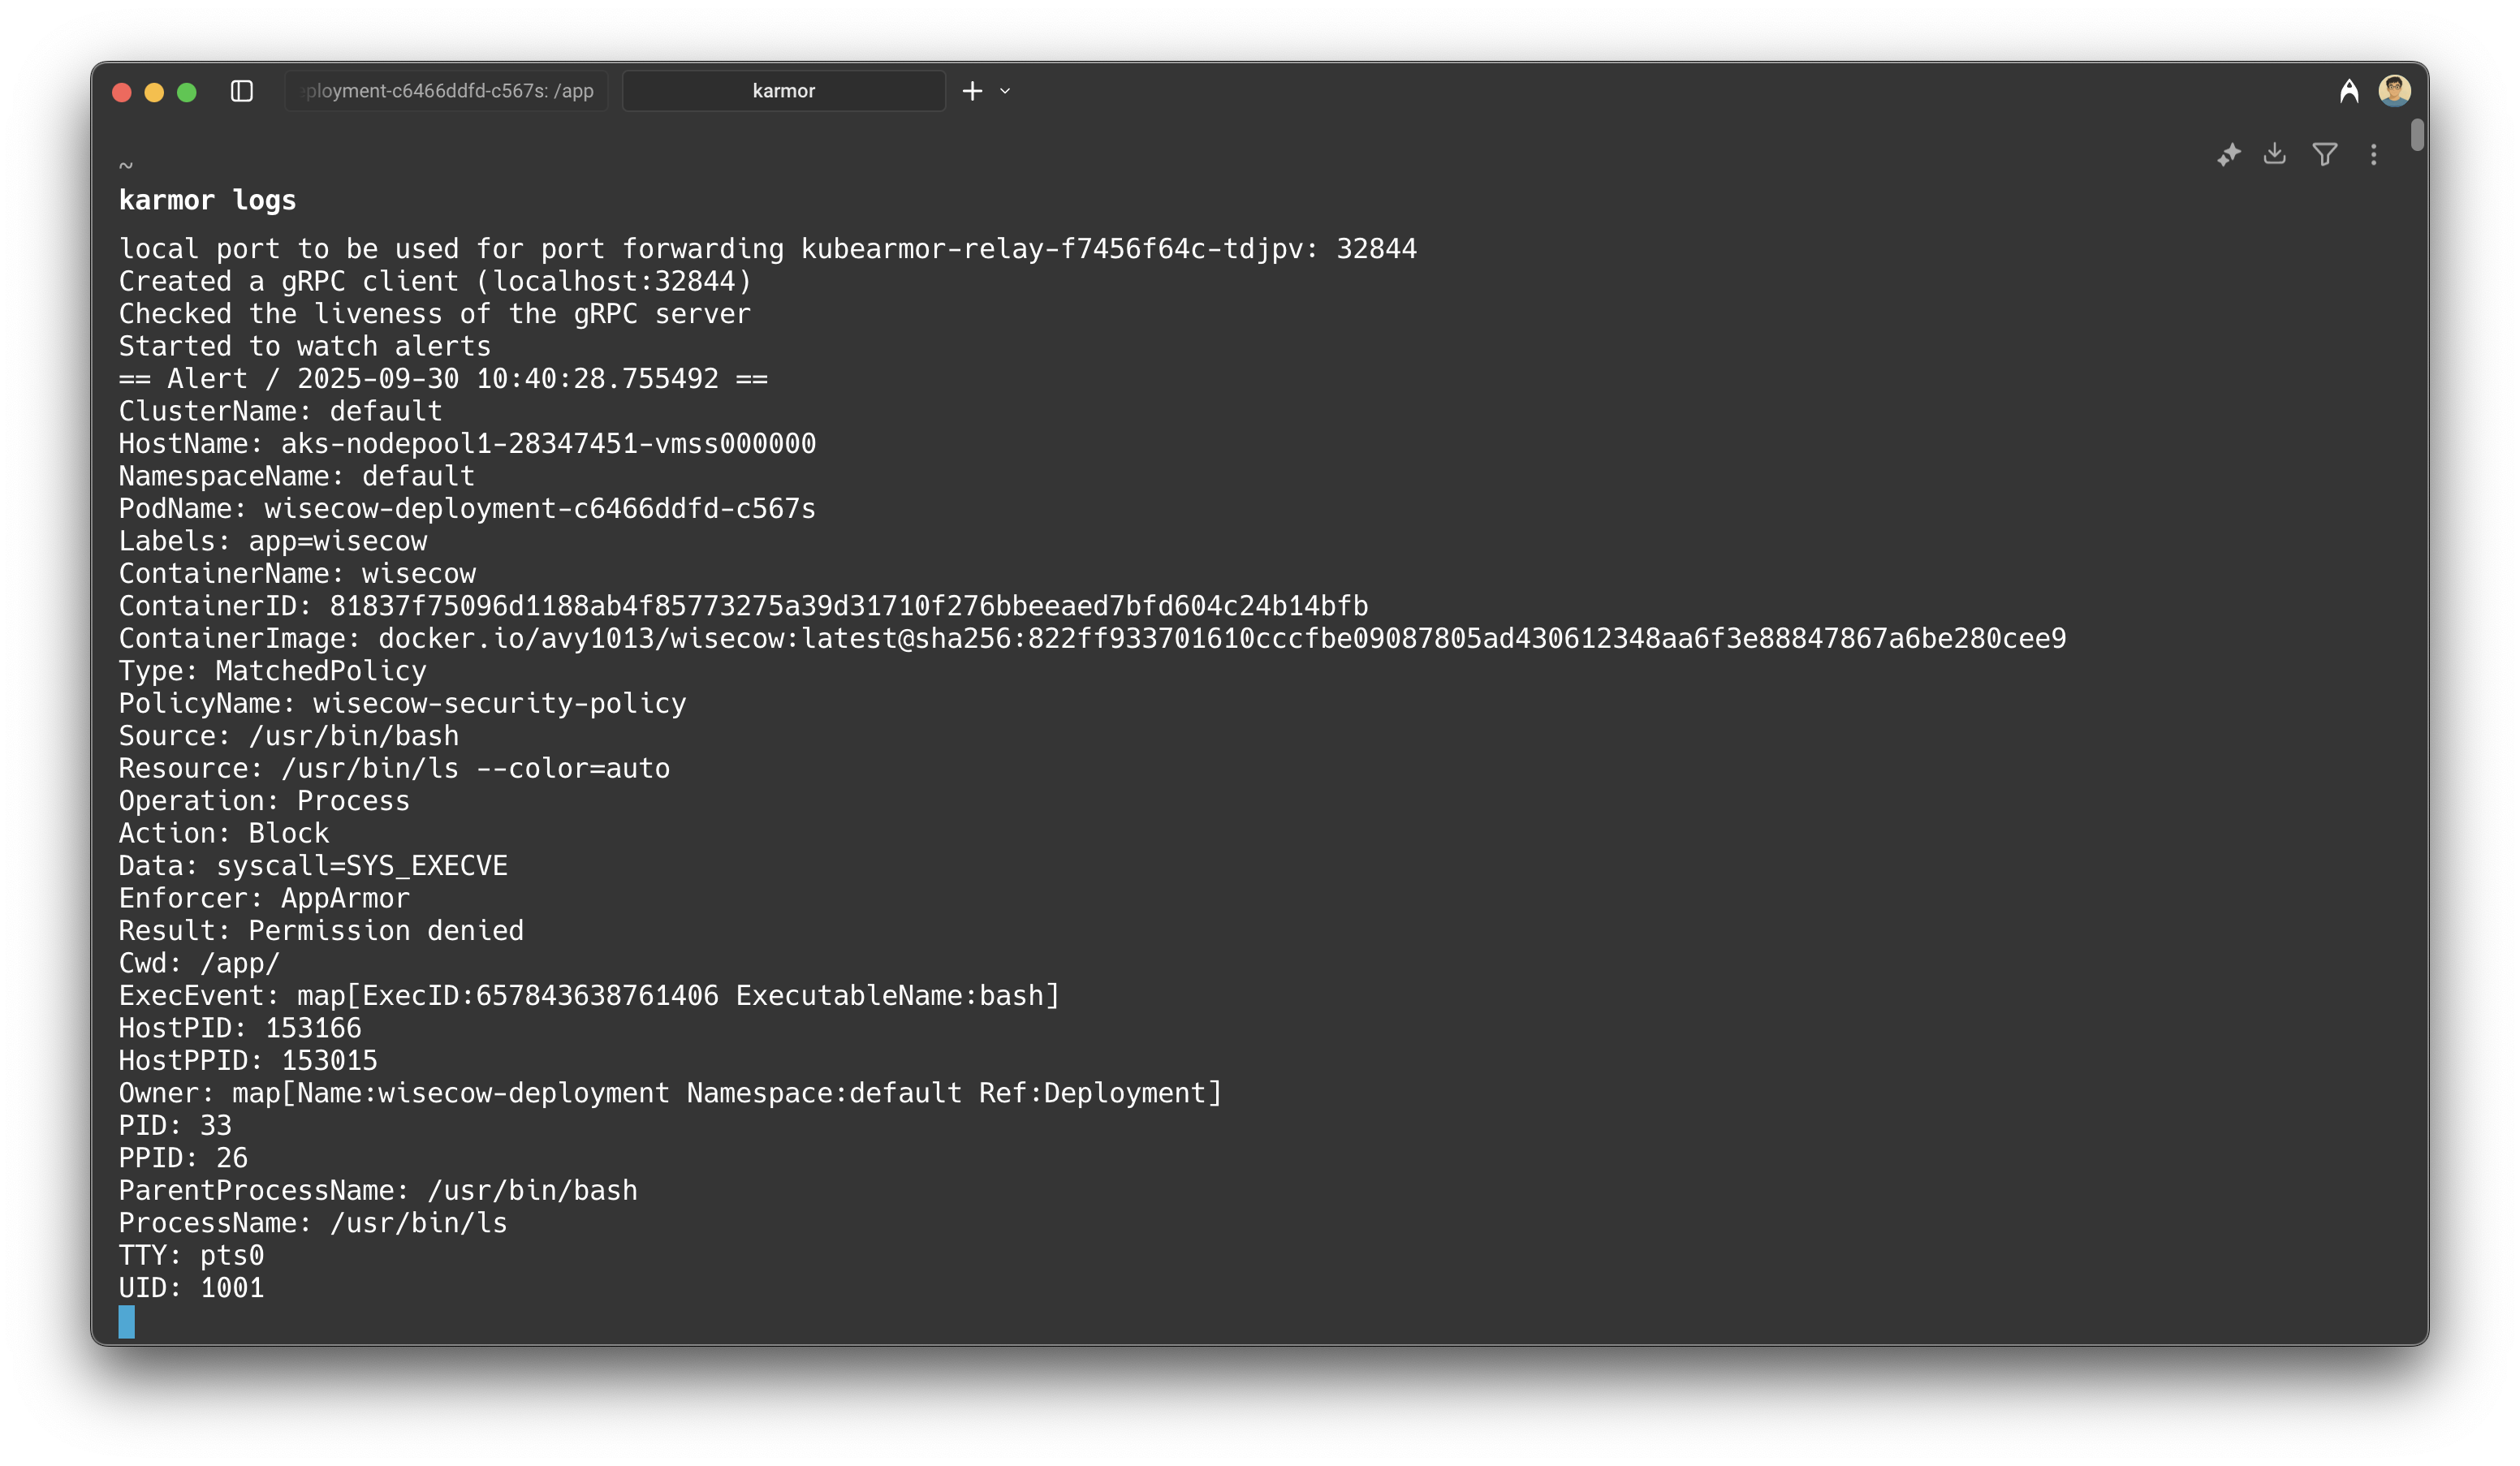 ployment-c6466ddfd-c567s: /app
karmor
~
karmor logs
local port to be used for port forwarding kubearmor-relay-f7456f64c-tdjpv: 32844
Created a gRPC client (localhost:32844)
Checked the liveness of the gRPC server
Started to watch alerts
== Alert / 2025-09-30 10:40:28.755492 ==
ClusterName: default
HostName: aks-nodepool1-28347451-vmss000000
NamespaceName: default
PodName: wisecow-deployment-c6466ddfd-c567s
Labels: app=wisecow
ContainerName: wisecow
ContainerID: 81837f75096d1188ab4f85773275a39d31710f276bbeeaed7bfd604c24b14bfb
ContainerImage: docker.io/avy1013/wisecow:latest@sha256:822ff933701610cccfbe09087805ad430612348aa6f3e88847867a6be280cee9
Type: MatchedPolicy
PolicyName: wisecow-security-policy
Source: /usr/bin/bash
Resource: /usr/bin/ls --color=auto
Operation: Process
Action: Block
Data: syscall=SYS_EXECVE
Enforcer: AppArmor
Result: Permission denied
Cwd: /app/
ExecEvent: map[ExecID:657843638761406 ExecutableName:bash]
HostPID: 153166
HostPPID: 153015
Owner: map[Name:wisecow-deployment Namespace:default Ref:Deployment]
PID: 33
PPID: 26
ParentProcessName: /usr/bin/bash
ProcessName: /usr/bin/ls
TTY: pts0
UID: 1001